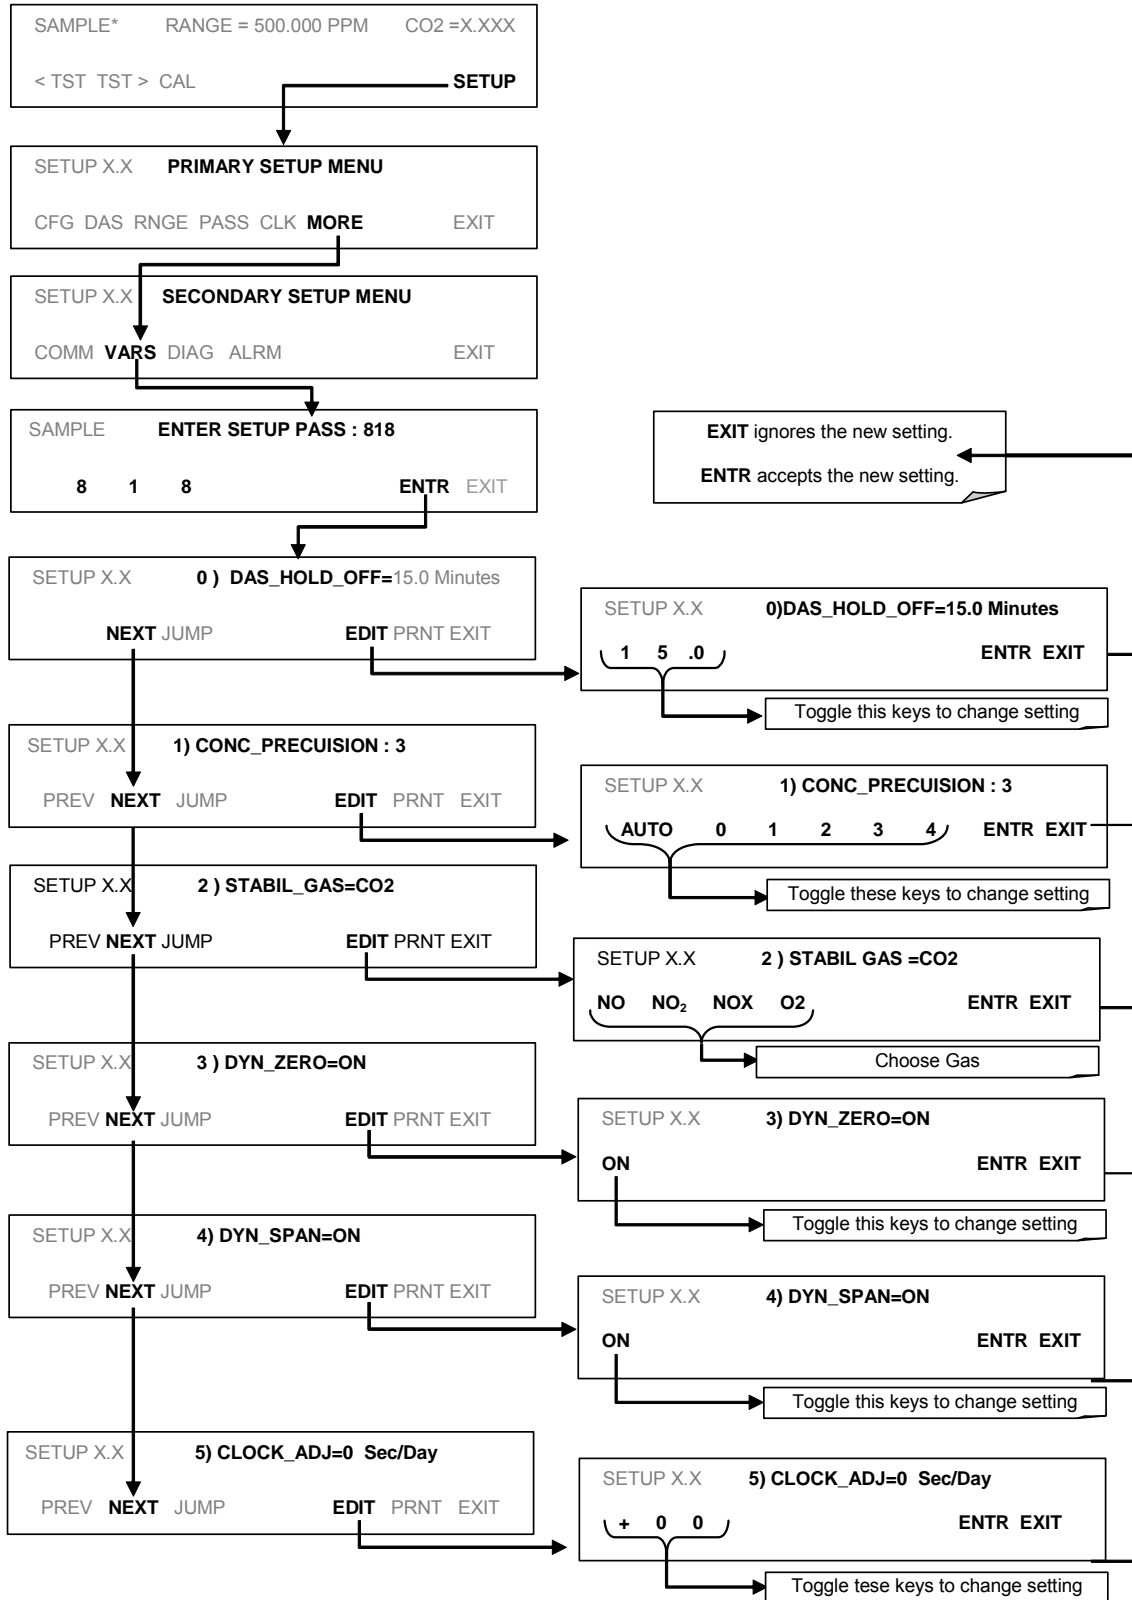 SAMPLE* RANGE = 500.000 PPM CO2 =X.XXX
< TST TST > CAL SETUP
SETUP X.X PRIMARY SETUP MENU
CFG DAS RNGE PASS CLK MORE EXIT
SETUP X.X SECONDARY SETUP MENU
COMM VARS DIAG ALRM EXIT
SAMPLE ENTER SETUP PASS : 818
8 1 8 ENTR EXIT
EXIT ignores the new setting.
ENTR accepts the new setting.
SETUP X.X 0 ) DAS_HOLD_OFF=15.0 Minutes
NEXT JUMP EDIT PRNT EXIT
SETUP X.X 0)DAS_HOLD_OFF=15.0 Minutes
1 5 .0 ENTR EXIT
Toggle this keys to change setting
SETUP X.X 1) CONC_PRECUISION : 3
PREV NEXT JUMP EDIT PRNT EXIT
SETUP X.X 1) CONC_PRECUISION : 3
AUTO 0 1 2 3 4 ENTR EXIT
Toggle these keys to change setting
SETUP X.X 2 ) STABIL_GAS=CO2
PREV NEXT JUMP EDIT PRNT EXIT
SETUP X.X 2 ) STABIL GAS =CO2
NO NO₂ NOX O2 ENTR EXIT
Choose Gas
SETUP X.X 3 ) DYN_ZERO=ON
PREV NEXT JUMP EDIT PRNT EXIT
SETUP X.X 3) DYN_ZERO=ON
ON ENTR EXIT
Toggle this keys to change setting
SETUP X.X 4) DYN_SPAN=ON
PREV NEXT JUMP EDIT PRNT EXIT
SETUP X.X 4) DYN_SPAN=ON
ON ENTR EXIT
Toggle this keys to change setting
SETUP X.X 5) CLOCK_ADJ=0 Sec/Day
PREV NEXT JUMP EDIT PRNT EXIT
SETUP X.X 5) CLOCK_ADJ=0 Sec/Day
+ 0 0 ENTR EXIT
Toggle tese keys to change setting